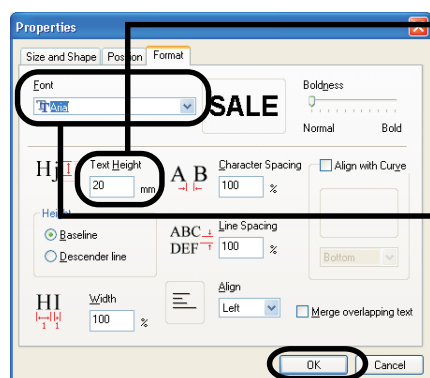 Properties
Size and Shape Position Format
Font
Arial
SALE
Boldness
Normal Bold
Hj
Text Height
20 mm
A B
Character Spacing
100 %
Align with Curve
Height
Baseline
Descender line
ABC
DEF
Line Spacing
100 %
Bottom
HI
1 1
Width
100 %
Align
Left
Merge overlapping text
OK Cancel